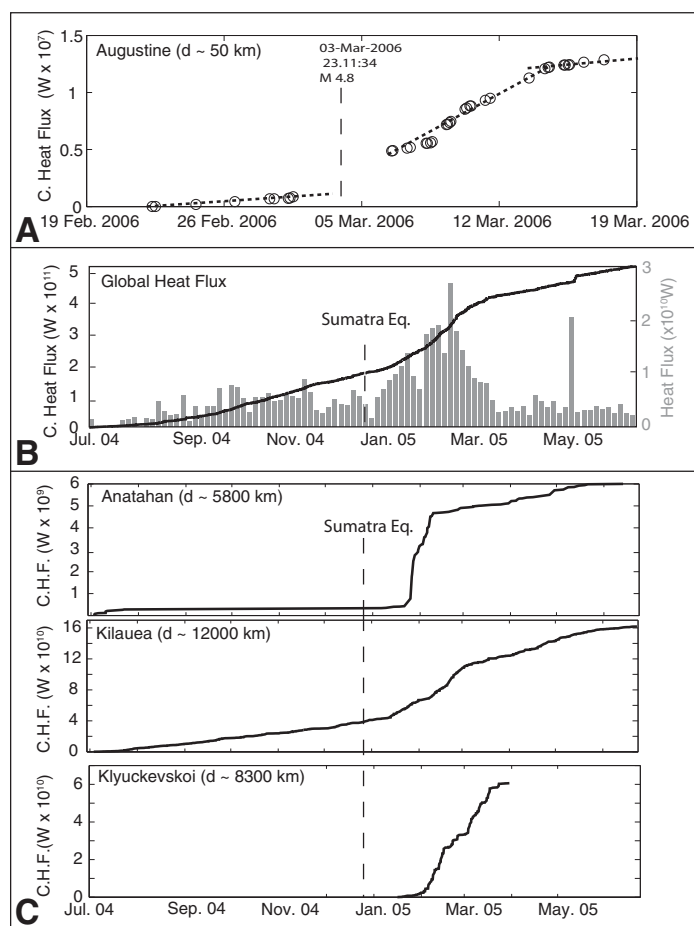 Augustine (d ~ 50 km)
03-Mar-2006
23.11:34
M 4.8
C. Heat Flux (W x 10⁷)
1.5
1
0.5
0
19 Feb. 2006 26 Feb. 2006 05 Mar. 2006 12 Mar. 2006 19 Mar. 2006
A
Global Heat Flux
Sumatra Eq.
C. Heat Flux (W x 10¹¹)
5
4
3
2
1
0
3
2
1
0
Heat Flux (x10¹⁰W)
Jul. 04 Sep. 04 Nov. 04 Jan. 05 Mar. 05 May. 05
B
Anatahan (d ~ 5800 km)
Sumatra Eq.
C.H.F. (W x 10⁹)
6
5
4
3
2
1
Kilauea (d ~ 12000 km)
C.H.F. (W x 10¹⁰)
16
12
8
4
0
Klyuckevskoi (d ~ 8300 km)
C.H.F.(W x 10¹⁰)
6
4
2
0
Jul. 04 Sep. 04 Nov. 04 Jan. 05 Mar. 05 May. 05
C